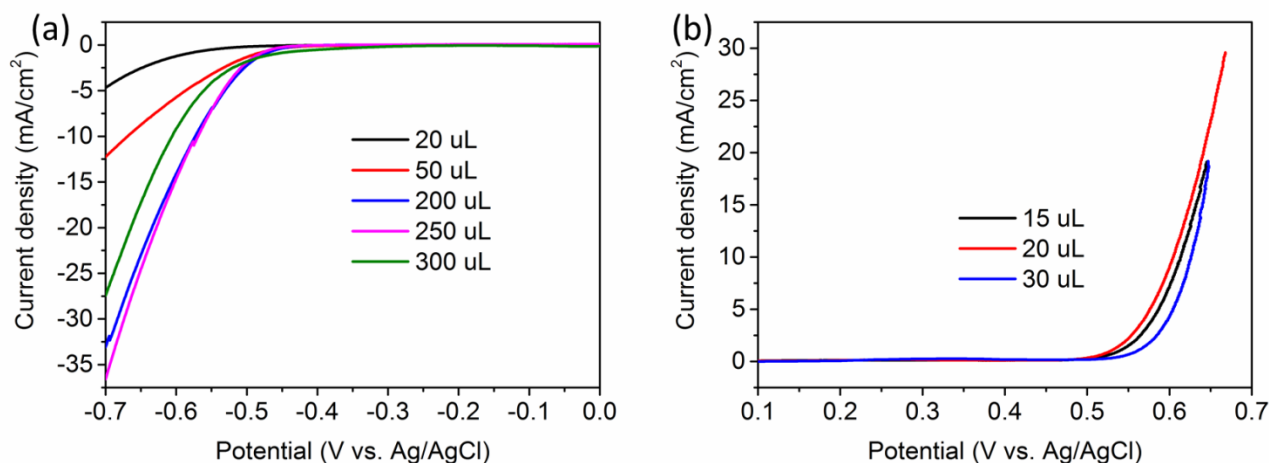 (a)
0
-5
-10
-15
-20
-25
-30
-35
Current density (mA/cm²)
20 uL
50 uL
200 uL
250 uL
300 uL
-0.7 -0.6 -0.5 -0.4 -0.3 -0.2 -0.1 0.0
Potential (V vs. Ag/AgCl)
(b)
30
25
20
15
10
5
0
Current density (mA/cm²)
15 uL
20 uL
30 uL
0.1 0.2 0.3 0.4 0.5 0.6 0.7
Potential (V vs. Ag/AgCl)